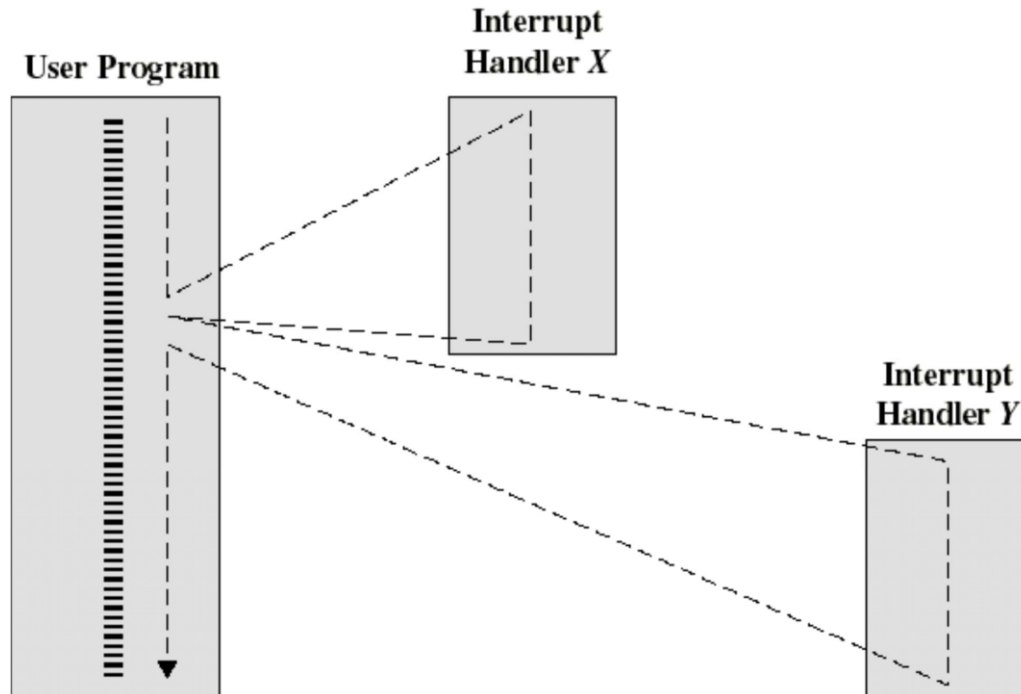 User Program
Interrupt
Handler X
Interrupt
Handler Y